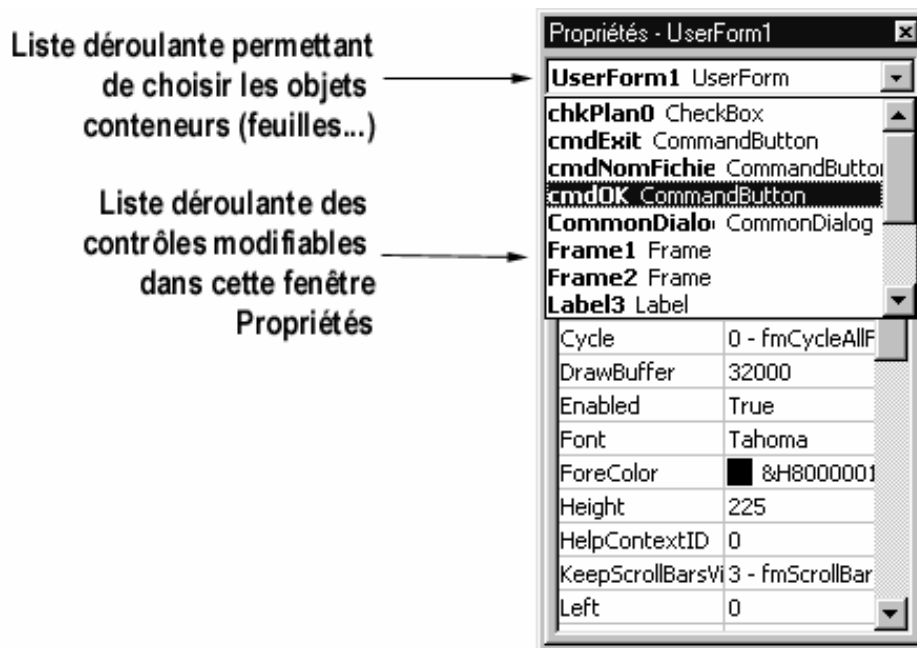 Liste déroulante permettant
de choisir les objets
conteneurs (feuilles...)
Liste déroulante des
contrôles modifiables
dans cette fenêtre
Propriétés
Propriétés - UserForm1
UserForm1 UserForm
chkPlan0 CheckBox
cmdExit CommandButton
cmdNomFichie CommandButton
cmdOK CommandButton
CommonDialo CommonDialog
Frame1 Frame
Frame2 Frame
Label3 Label
Cycle 0 - fmCycleAllF
DrawBuffer 32000
Enabled True
Font Tahoma
ForeColor &H8000001
Height 225
HelpContextID 0
KeepScrollBarsVi 3 - fmScrollBar
Left 0